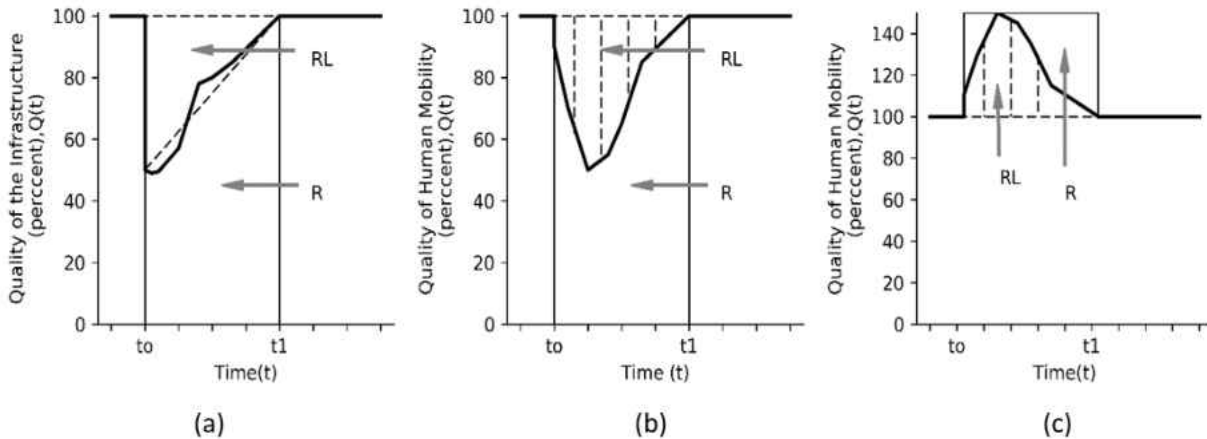 Quality of the Infrastructure
(perccent),Q(t)
100
80
60
40
20
0
RL
R
to
t1
Time(t)
(a)
Quality of Human Mobility
(perccent),Q(t)
100
80
60
40
20
0
RL
R
to
t1
Time (t)
(b)
Quality of Human Mobility
(perccent),Q(t)
140
120
100
80
60
40
20
0
RL
R
to
t1
Time(t)
(c)